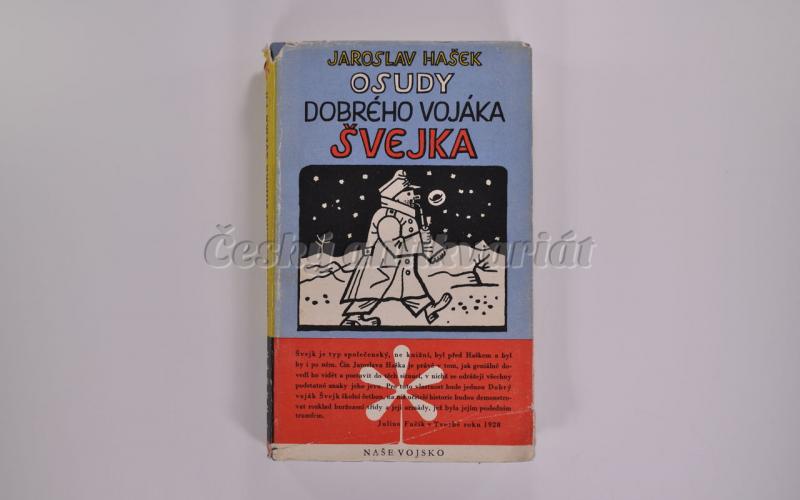 JAROSLAV HAŠEK
OSUDY
DOBRÉHO VOJÁKA
ŠVEJKA
Český antikvariát
Švejk je typ společenský, ne knižní, byl před Haškem a byl
by i po něm. Čin Jaroslava Haška je právě v tom, jak geniálně do-
vedl ho vidět a postavit do těch situací, v nichž se odrážejí všechny
podstatné znaky jeho jevu. Pro tuto vlastnost bude jednou Dobrý
voják Švejk školní četbou, na níž učitelé historie budou demonstro-
vat rozklad buržoasní třídy a její armády, jež byla jejím posledním
trumfem.
Julius Fučík v Tvorbě roku 1928
NAŠE VOJSKO